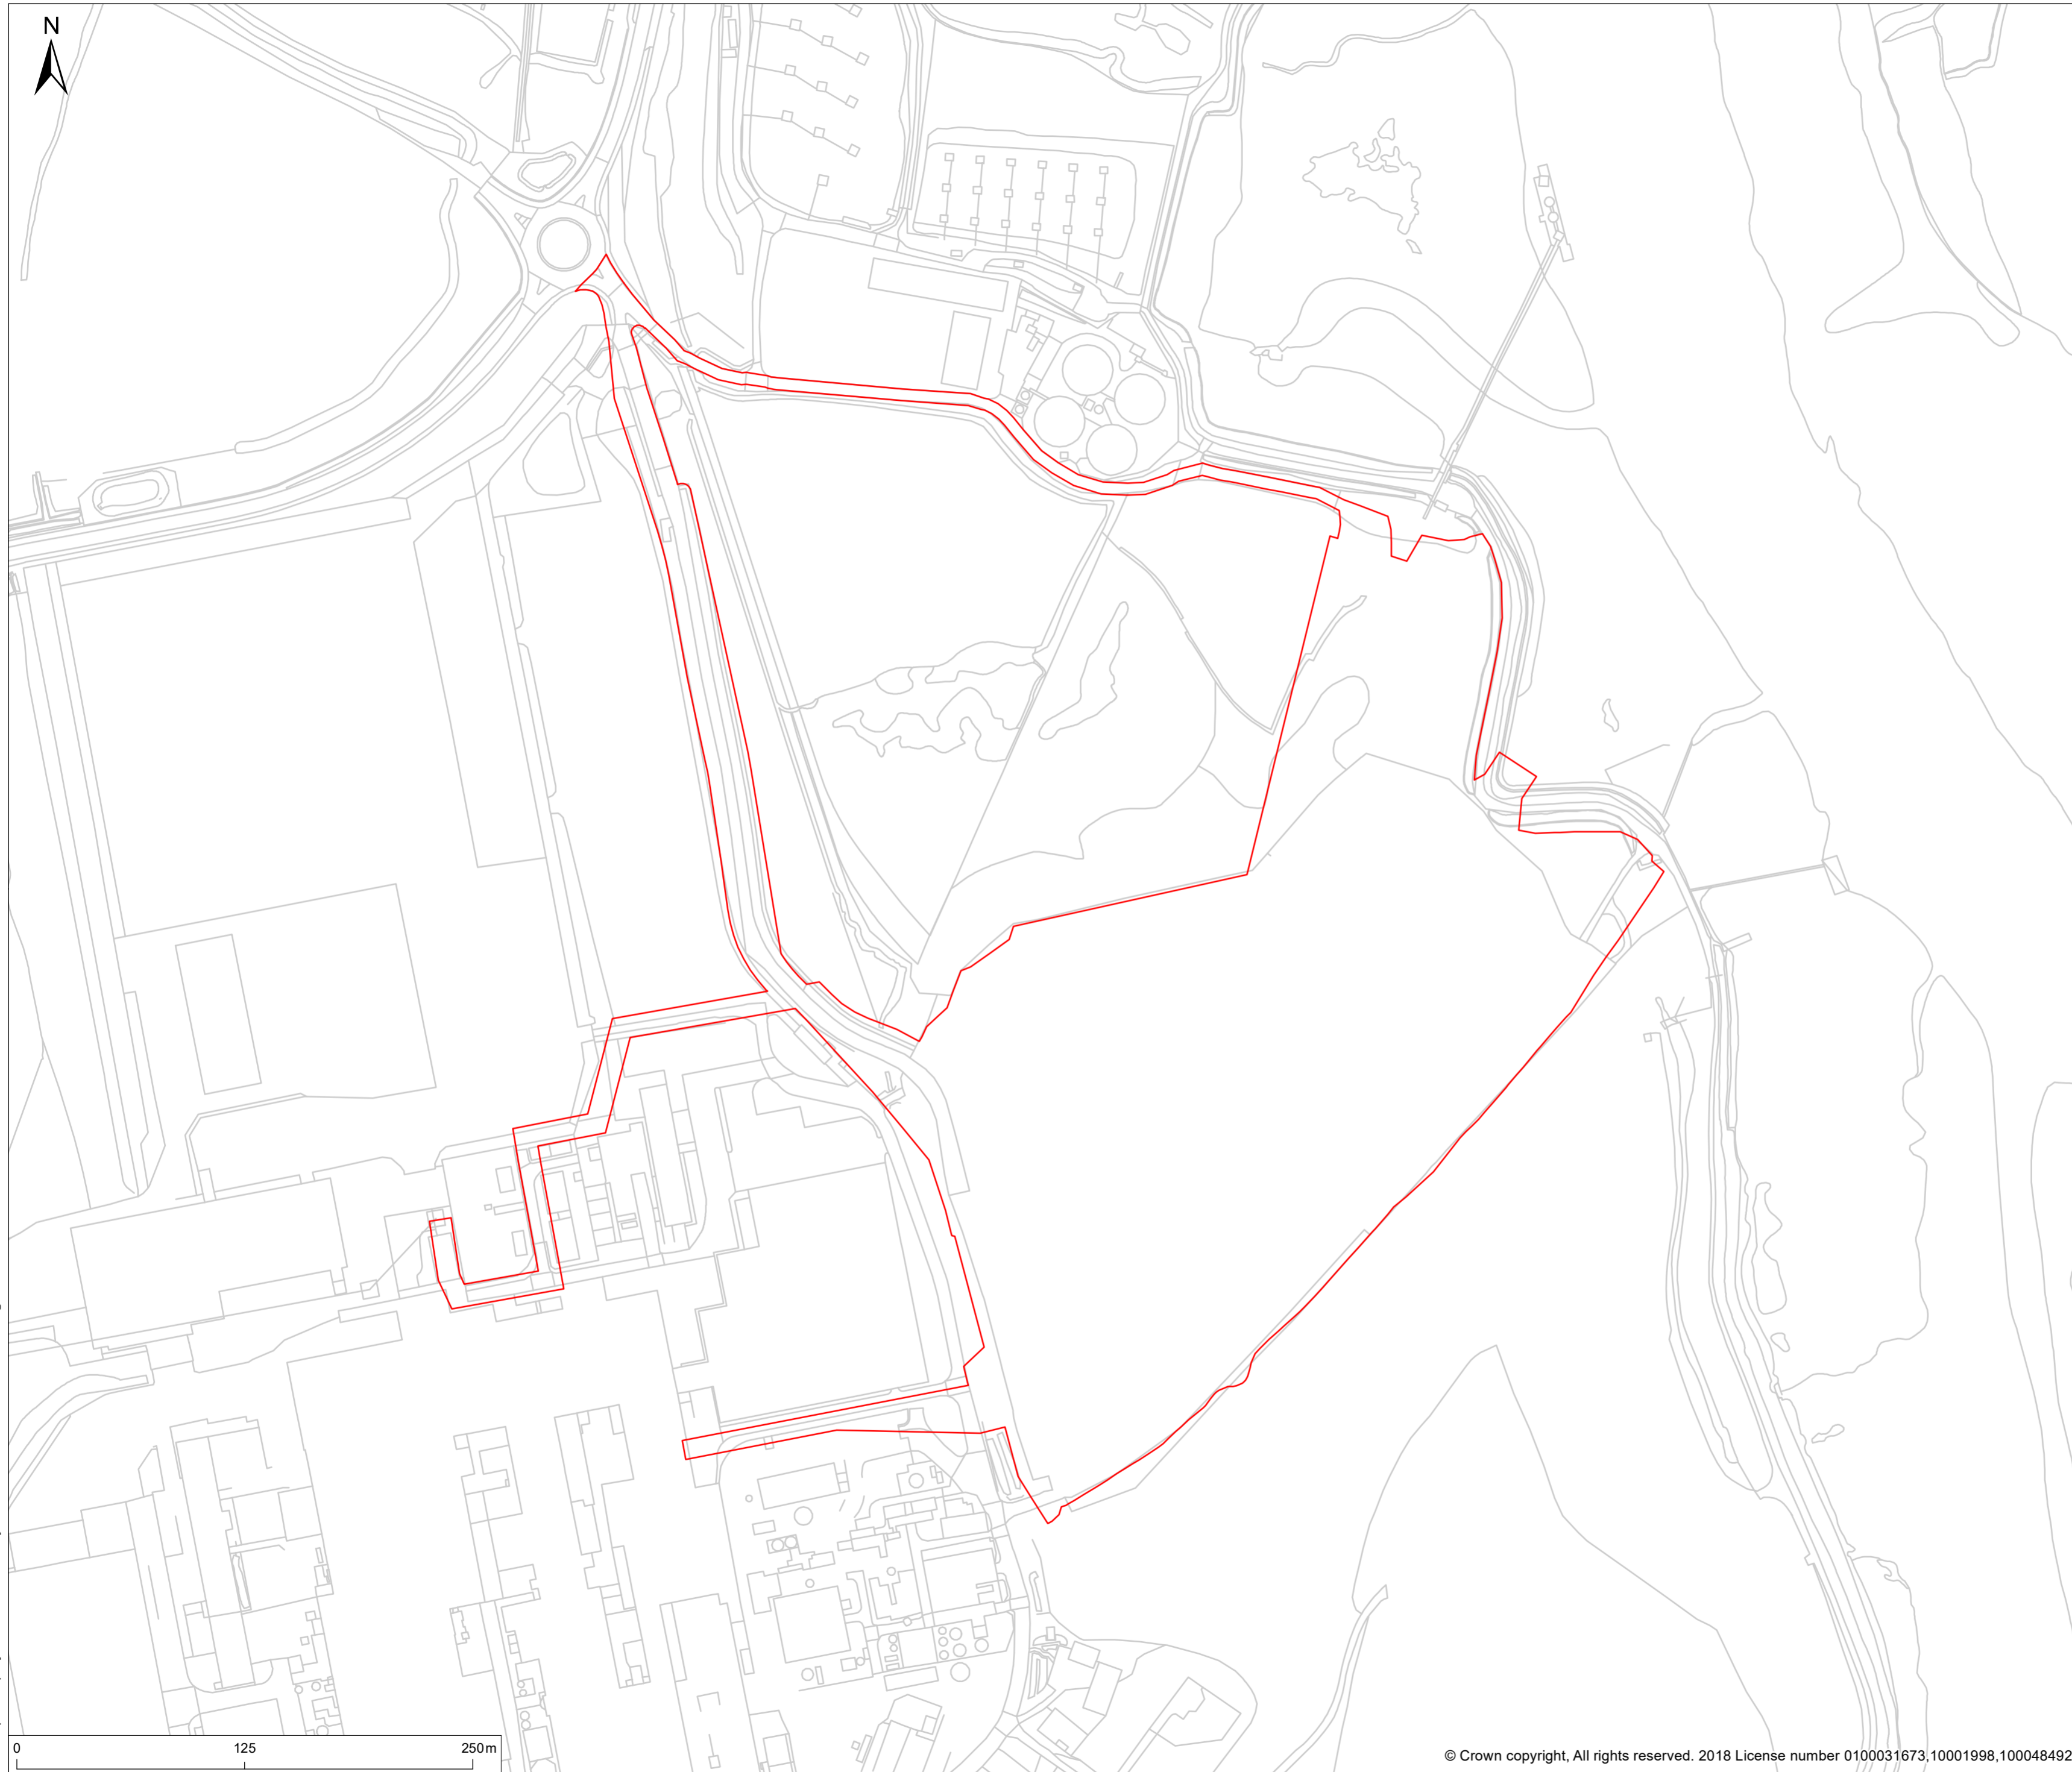 N
0
125
250m
© Crown copyright, All rights reserved. 2018 License number 0100031673,10001998,100048492